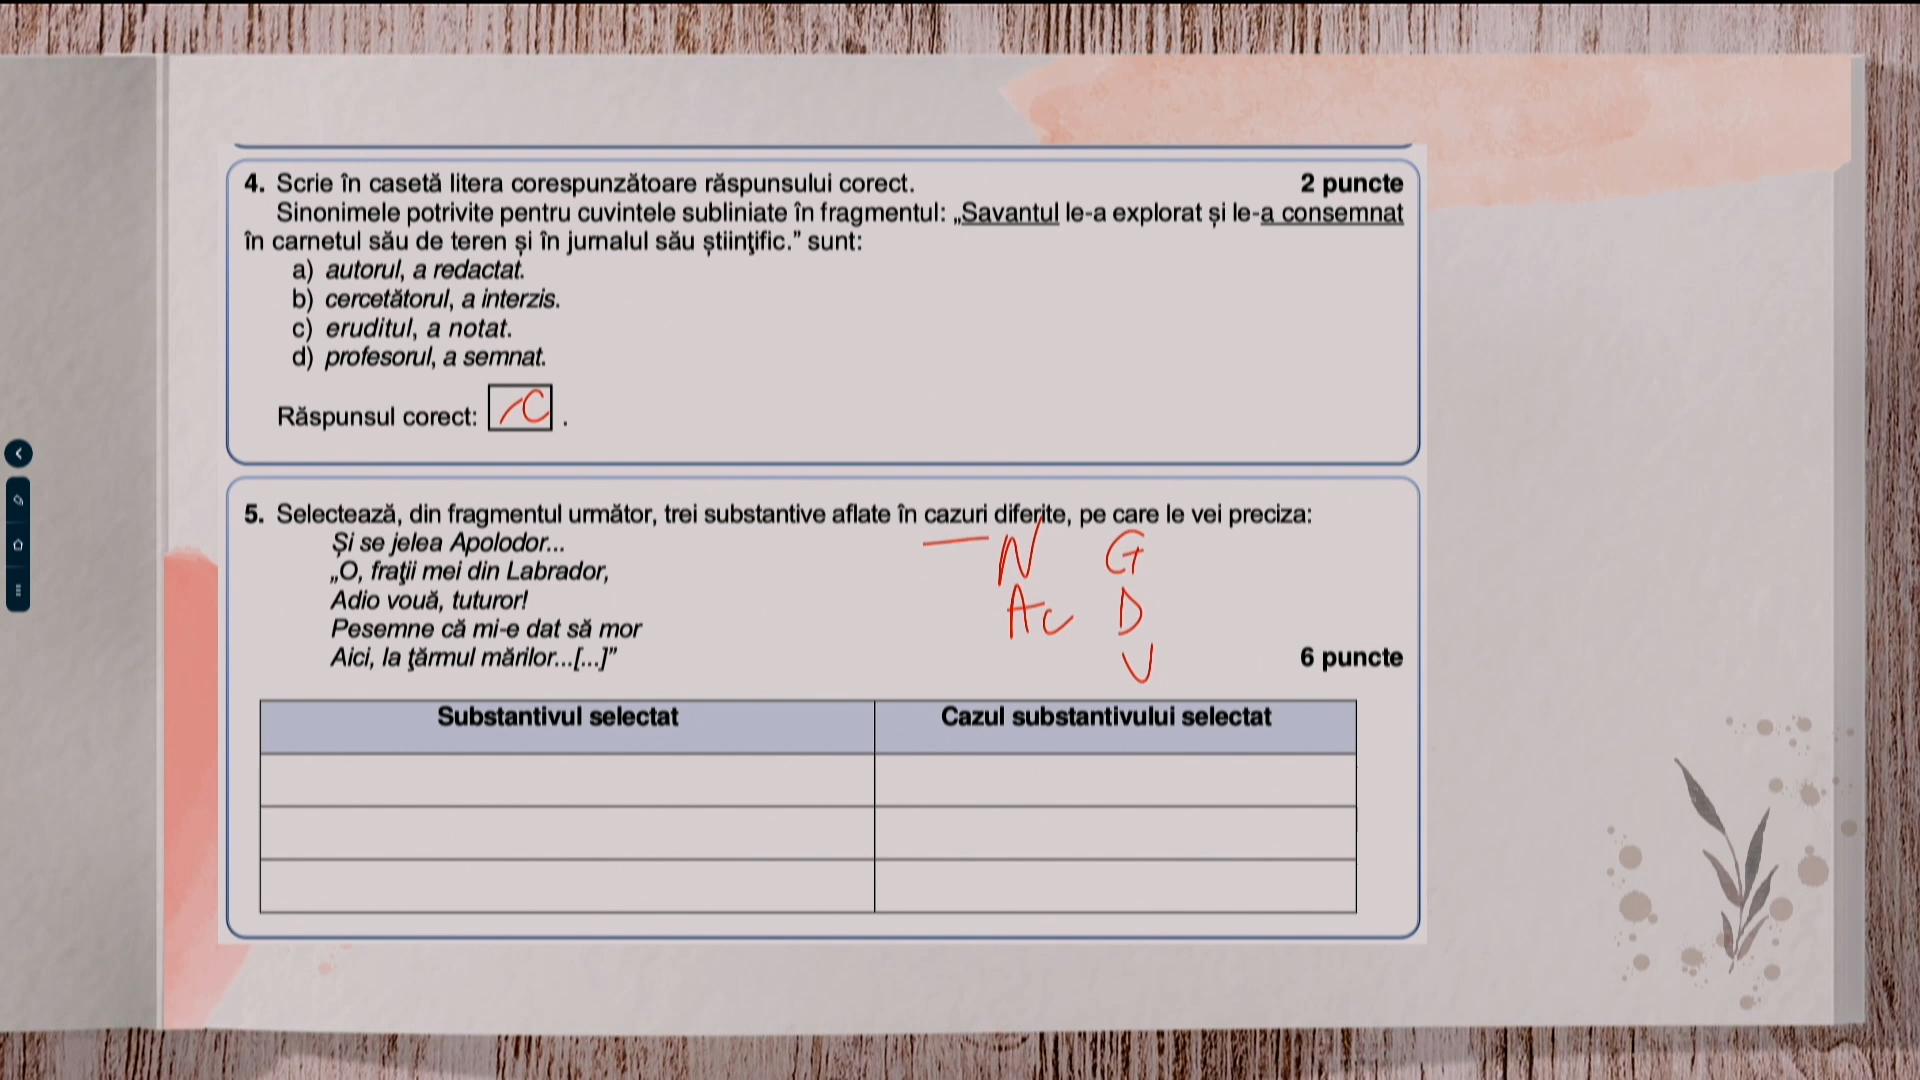 4. Scrie în casetă litera corespunzătoare răspunsului corect. 2 puncte
Sinonimele potrivite pentru cuvintele subliniate în fragmentul: „Savantul le-a explorat și le-a consemnat
în carnetul său de teren și în jurnalul său științific.” sunt:
a) autorul, a redactat.
b) cercetătorul, a interzis.
c) eruditul, a notat.
d) profesorul, a semnat.
Răspunsul corect: C .
5. Selectează, din fragmentul următor, trei substantive aflate în cazuri diferite, pe care le vei preciza:
Și se jelea Apolodor...
„O, frații mei din Labrador,
Adio vouă, tuturor!
Pesemne că mi-e dat să mor
Aici, la țărmul mărilor...[...]” 6 puncte
N G
Ac D
V
Substantivul selectat Cazul substantivului selectat